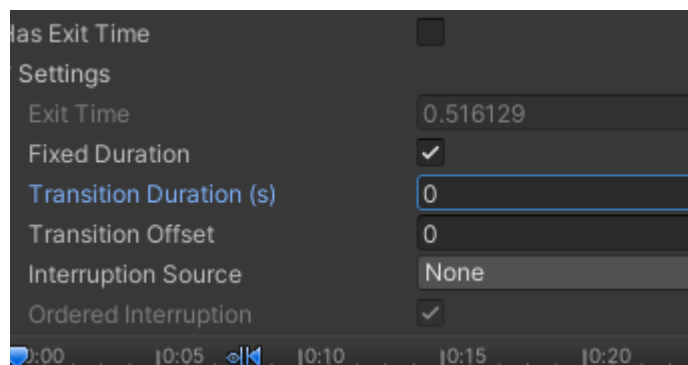 Has Exit Time
Settings
Exit Time 0.516129
Fixed Duration
Transition Duration (s) 0
Transition Offset 0
Interruption Source None
Ordered Interruption
0:00 0:05 0:10 0:15 0:20